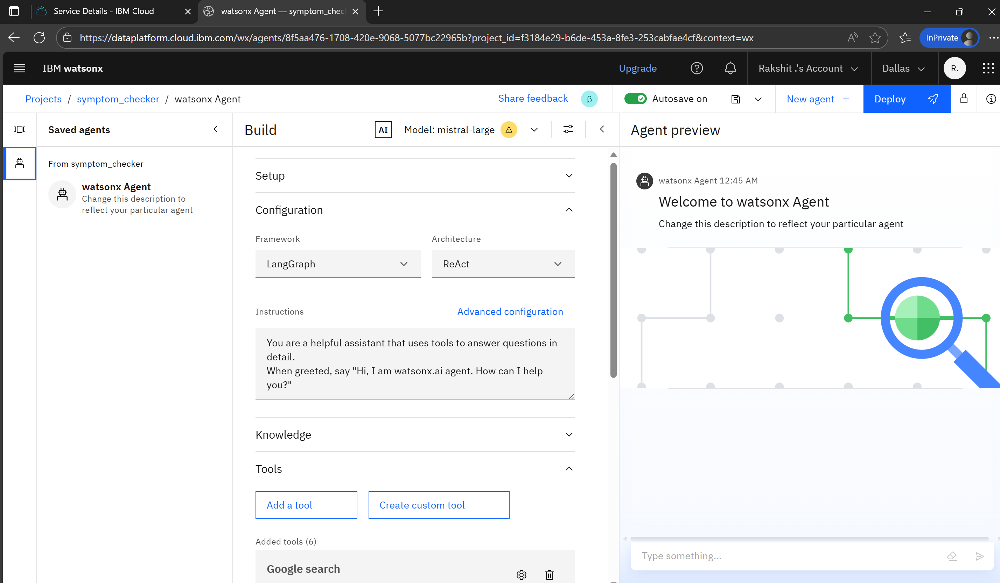 Service Details - IBM Cloud
watsonx Agent — symptom_chec
https://dataplatform.cloud.ibm.com/wx/agents/8f5aa476-1708-420e-9068-5077bc22965b?project_id=f3184e29-b6de-453a-8fe3-253cabfae4cf&context=wx
InPrivate
IBM watsonx
Upgrade
Rakshit .'s Account
Dallas
R.
Projects / symptom_checker / watsonx Agent
Share feedback
β
Autosave on
New agent +
Deploy
Saved agents
From symptom_checker
watsonx Agent
Change this description to
reflect your particular agent
Build
AI
Model: mistral-large
Setup
Configuration
Framework
Architecture
LangGraph
ReAct
Instructions
Advanced configuration
You are a helpful assistant that uses tools to answer questions in
detail.
When greeted, say "Hi, I am watsonx.ai agent. How can I help
you?"
Knowledge
Tools
Add a tool
Create custom tool
Added tools (6)
Google search
Agent preview
watsonx Agent 12:45 AM
Welcome to watsonx Agent
Change this description to reflect your particular agent
Type something...